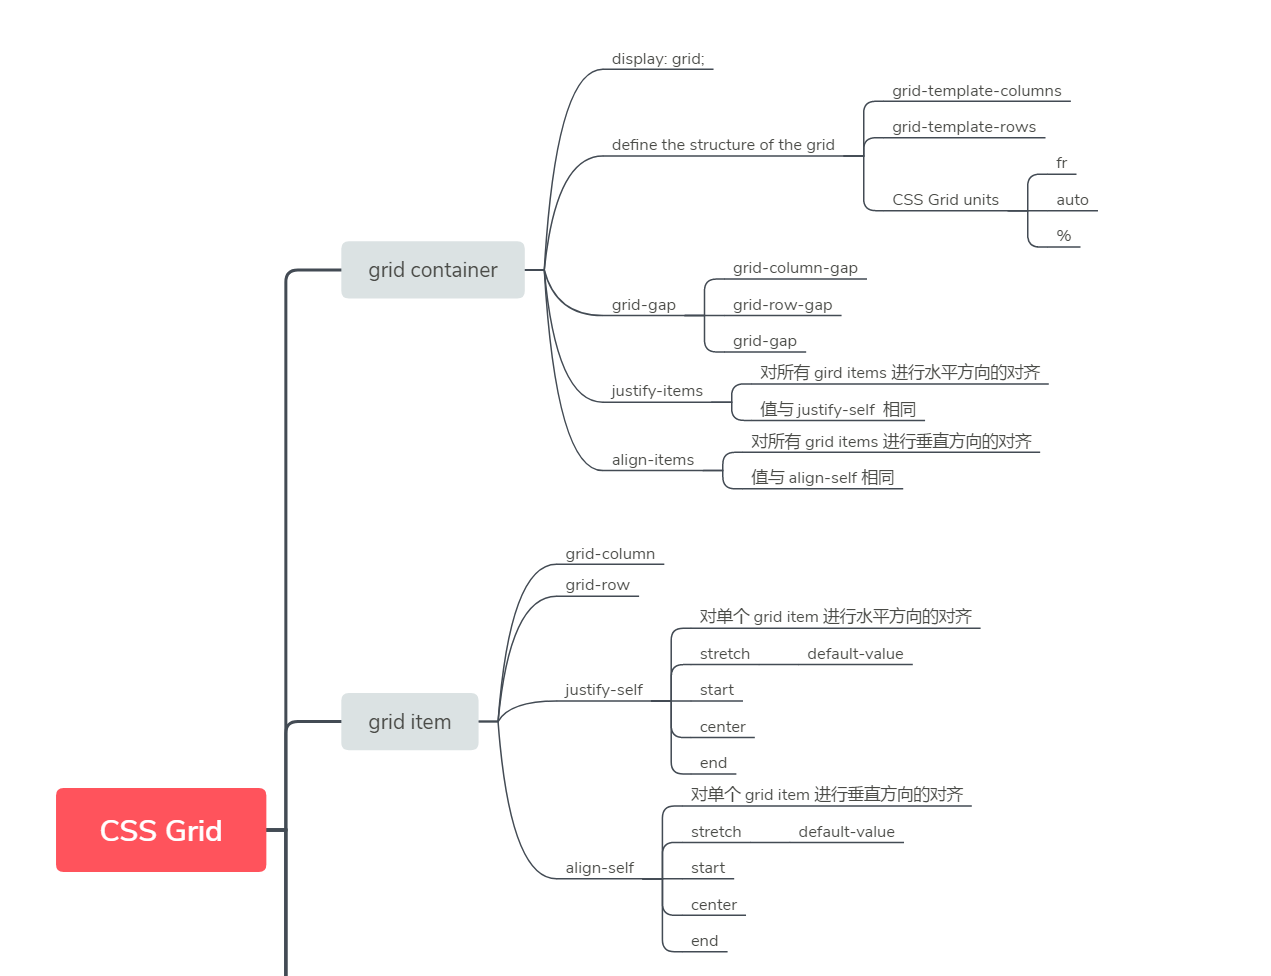 display: grid;
grid-template-columns
define the structure of the grid
grid-template-rows
fr
CSS Grid units
auto
%
grid container
grid-column-gap
grid-gap
grid-row-gap
grid-gap
对所有 gird items 进行水平方向的对齐
justify-items
值与 justify-self 相同
对所有 grid items 进行垂直方向的对齐
align-items
值与 align-self 相同
grid-column
grid-row
对单个 grid item 进行水平方向的对齐
stretch default-value
justify-self
start
grid item
center
end
对单个 grid item 进行垂直方向的对齐
CSS Grid
stretch default-value
align-self
start
center
end